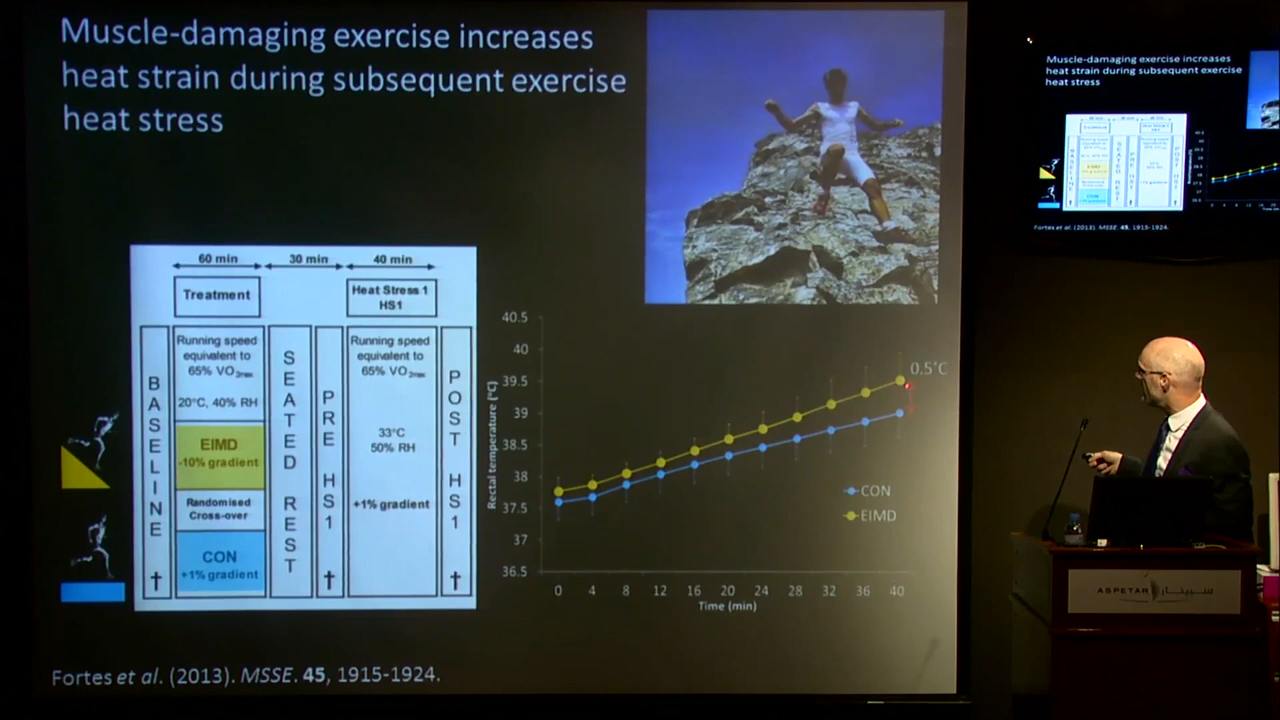 Muscle-damaging exercise increases
heat strain during subsequent exercise
heat stress
60 min
30 min
40 min
Treatment
Heat Stress 1
HS1
BASELINE
Running speed
equivalent to
65% VO2max
20°C, 40% RH
EIMD
-10% gradient
Randomised
Cross-over
CON
+1% gradient
†
SEATED REST
PRE HS1
†
Running speed
equivalent to
65% VO2max
33°C
50% RH
+1% gradient
POST HS1
†
Rectal temperature (°C)
40.5
40
39.5
39
38.5
38
37.5
37
36.5
0 4 8 12 16 20 24 28 32 36 40
Time (min)
0.5°C
CON
EIMD
Fortes et al. (2013). MSSE. 45, 1915-1924.
Muscle-damaging exercise increases
heat strain during subsequent exercise
heat stress
Fortes et al. (2013). MSSE. 45, 1915-1924.
ASPETAR سبيتار